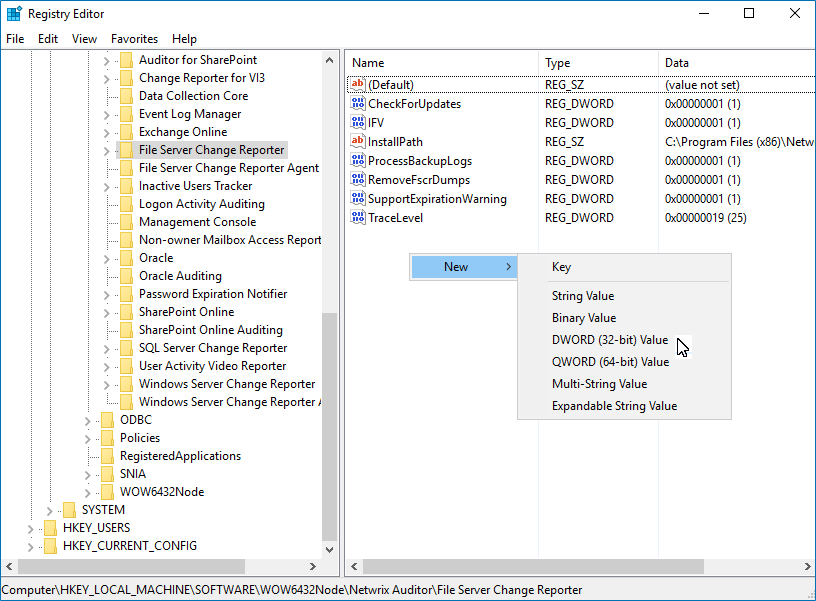 Registry Editor
File Edit View Favorites Help
Auditor for SharePoint
Change Reporter for VI3
Data Collection Core
Event Log Manager
Exchange Online
File Server Change Reporter
File Server Change Reporter Agent
Inactive Users Tracker
Logon Activity Auditing
Management Console
Non-owner Mailbox Access Report
Oracle
Oracle Auditing
Password Expiration Notifier
SharePoint Online
SharePoint Online Auditing
SQL Server Change Reporter
User Activity Video Reporter
Windows Server Change Reporter
Windows Server Change Reporter A
ODBC
Policies
RegisteredApplications
SNIA
WOW6432Node
SYSTEM
HKEY_USERS
HKEY_CURRENT_CONFIG
Name Type Data
(Default) REG_SZ (value not set)
CheckForUpdates REG_DWORD 0x00000001 (1)
IFV REG_DWORD 0x00000001 (1)
InstallPath REG_SZ C:\Program Files (x86)\Netwri
ProcessBackupLogs REG_DWORD 0x00000001 (1)
RemoveFscrDumps REG_DWORD 0x00000001 (1)
SupportExpirationWarning REG_DWORD 0x00000001 (1)
TraceLevel REG_DWORD 0x00000019 (25)
New
Key
String Value
Binary Value
DWORD (32-bit) Value
QWORD (64-bit) Value
Multi-String Value
Expandable String Value
Computer\HKEY_LOCAL_MACHINE\SOFTWARE\WOW6432Node\Netwrix Auditor\File Server Change Reporter